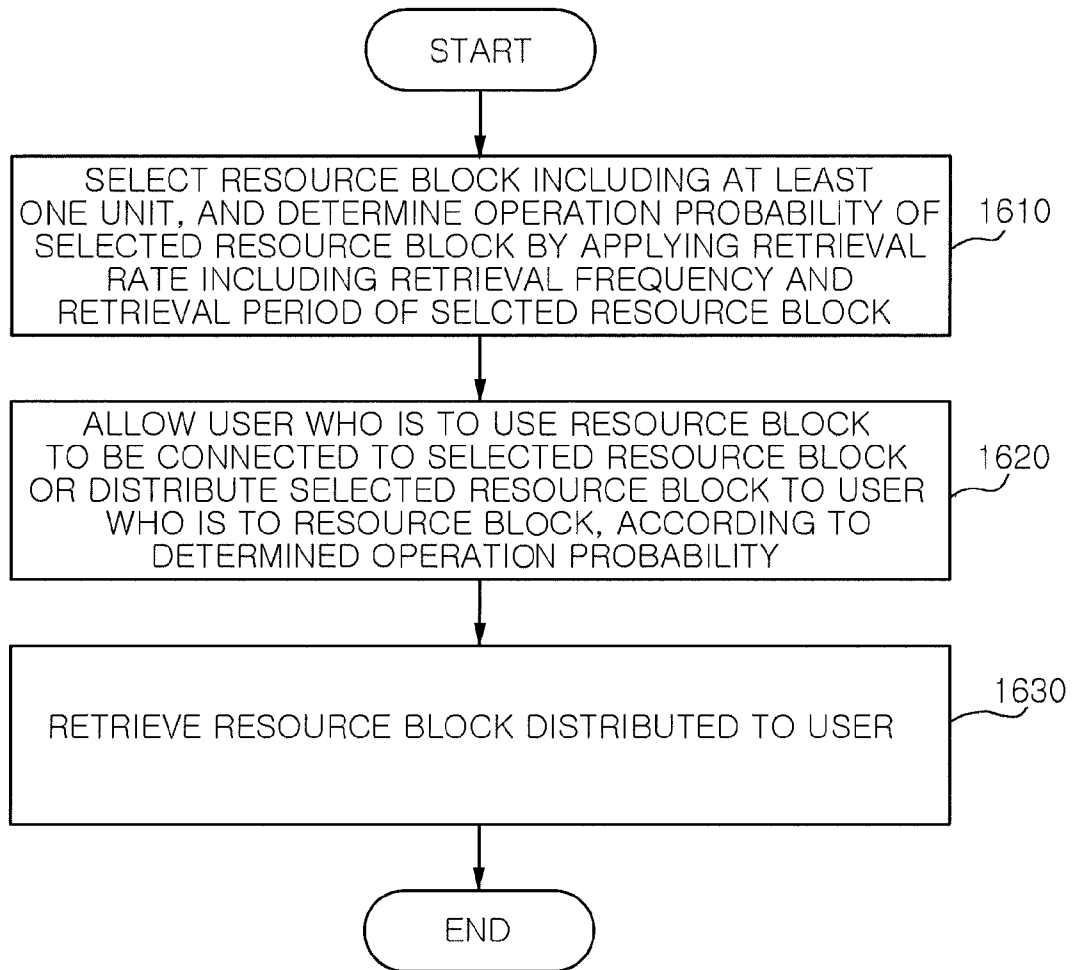 START
SELECT RESOURCE BLOCK INCLUDING AT LEAST
ONE UNIT, AND DETERMINE OPERATION PROBABILITY OF
SELECTED RESOURCE BLOCK BY APPLYING RETRIEVAL
RATE INCLUDING RETRIEVAL FREQUENCY AND
RETRIEVAL PERIOD OF SELCTED RESOURCE BLOCK
1610
ALLOW USER WHO IS TO USE RESOURCE BLOCK
TO BE CONNECTED TO SELECTED RESOURCE BLOCK
OR DISTRIBUTE SELECTED RESOURCE BLOCK TO USER
WHO IS TO RESOURCE BLOCK, ACCORDING TO
DETERMINED OPERATION PROBABILITY
1620
RETRIEVE RESOURCE BLOCK DISTRIBUTED TO USER
1630
END